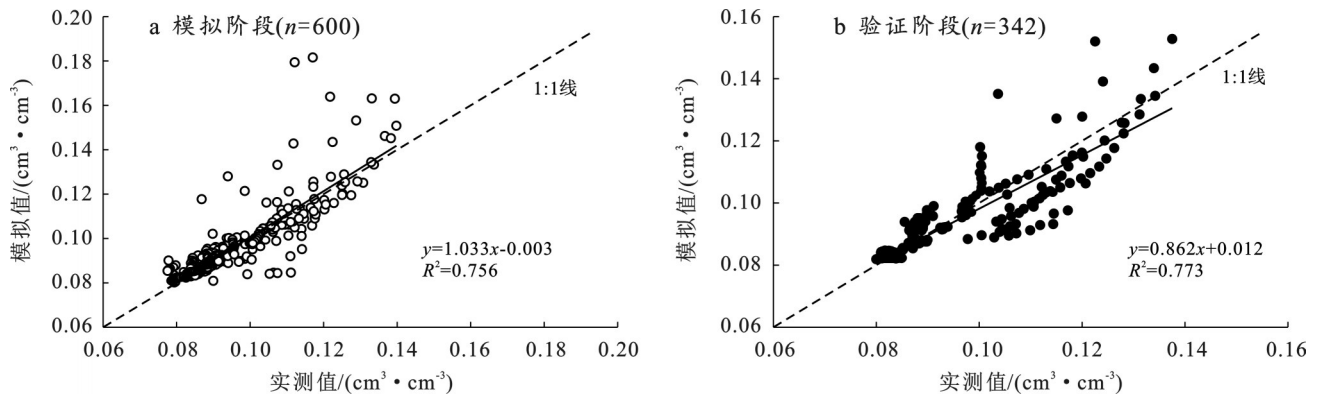 a 模拟阶段(n=600)
0.20
0.18
0.16
0.14
0.12
0.10
0.08
0.06
模拟值/(cm³·cm⁻³)
1:1线
y=1.033x-0.003
R²=0.756
0.06 0.08 0.10 0.12 0.14 0.16 0.18 0.20
实测值/(cm³·cm⁻³)
b 验证阶段(n=342)
0.16
0.14
0.12
0.10
0.08
0.06
模拟值/(cm³·cm⁻³)
1:1线
y=0.862x+0.012
R²=0.773
0.06 0.08 0.10 0.12 0.14 0.16
实测值/(cm³·cm⁻³)